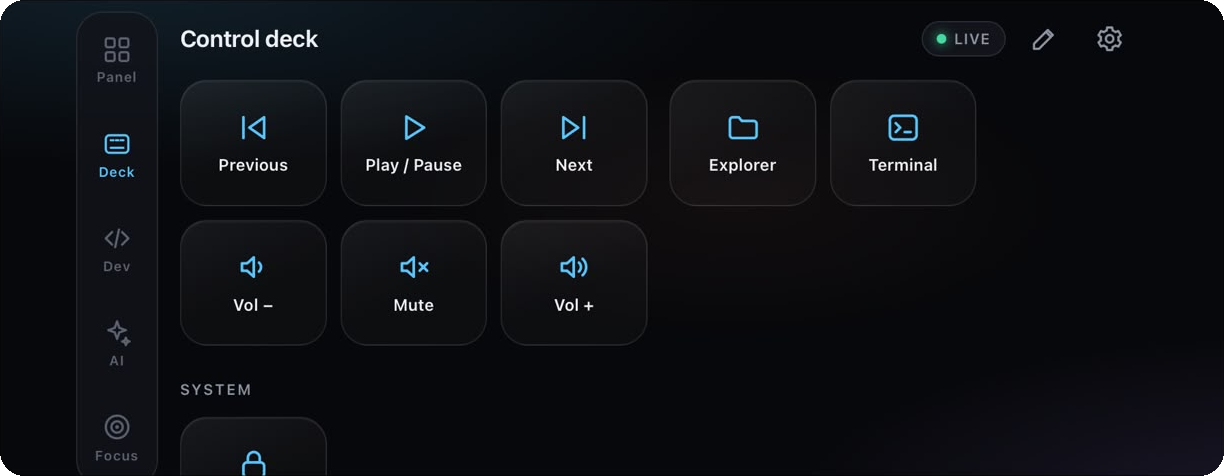 Control deck
LIVE
Panel
Deck
Dev
AI
Focus
Previous
Play / Pause
Next
Explorer
Terminal
Vol –
Mute
Vol +
SYSTEM